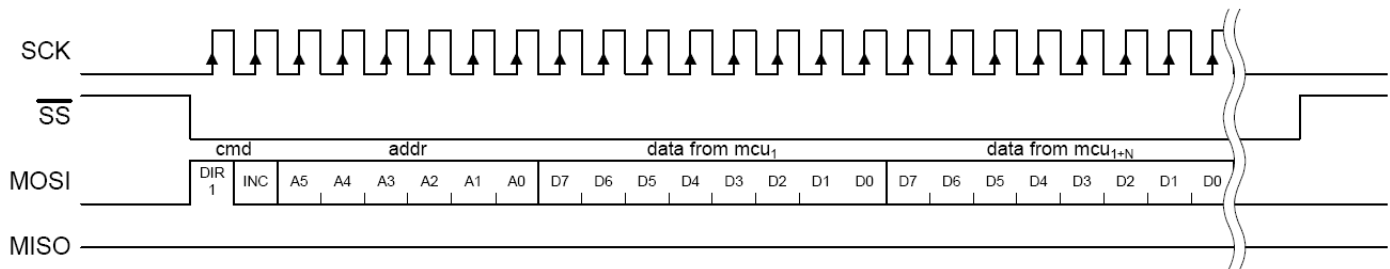 SCK
SS
cmd addr data from mcu1 data from mcu1+N
MOSI DIR 1 INC A5 A4 A3 A2 A1 A0 D7 D6 D5 D4 D3 D2 D1 D0 D7 D6 D5 D4 D3 D2 D1 D0
MISO